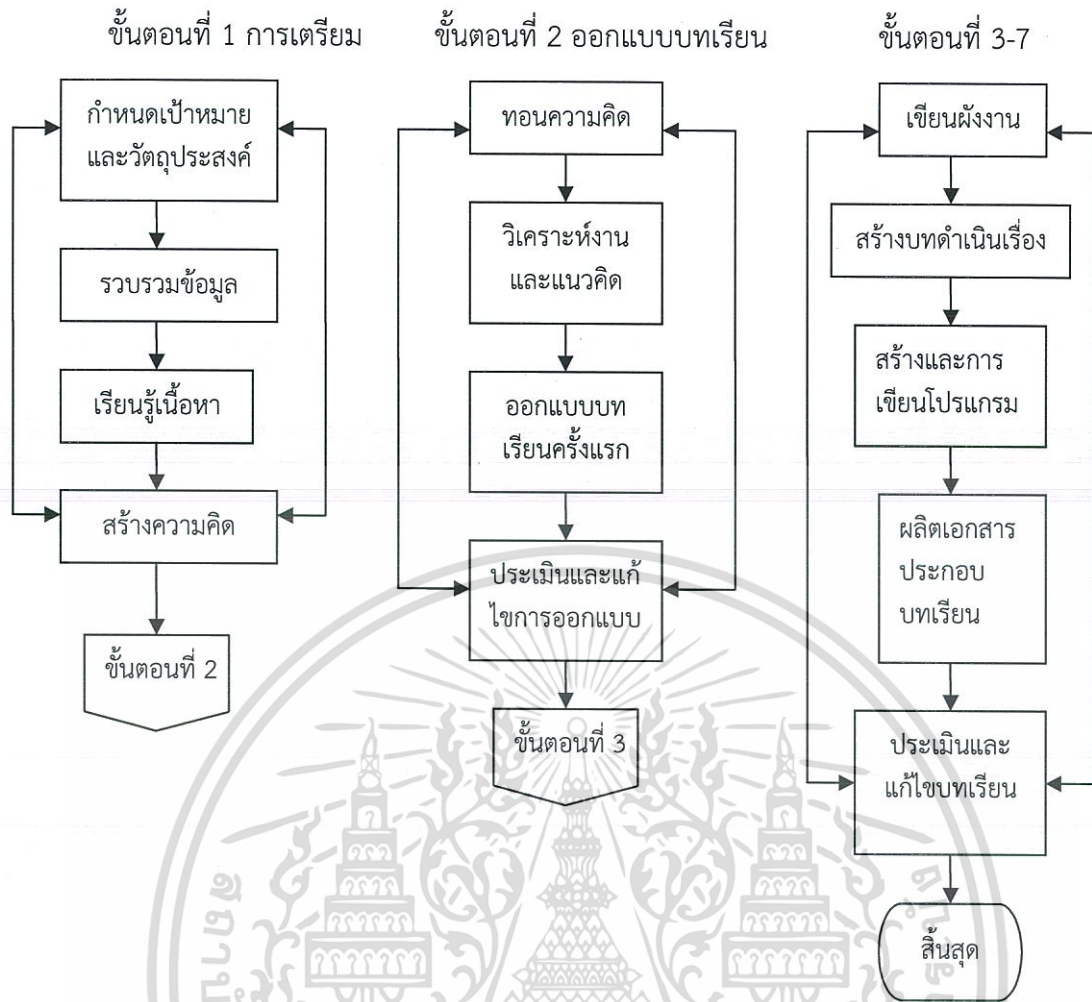 ขั้นตอนที่ 1 การเตรียม
กำหนดเป้าหมาย
และวัตถุประสงค์
รวบรวมข้อมูล
เรียนรู้เนื้อหา
สร้างความคิด
ขั้นตอนที่ 2
ขั้นตอนที่ 2 ออกแบบบทเรียน
ทอนความคิด
วิเคราะห์งาน
และแนวคิด
ออกแบบบท
เรียนครั้งแรก
ประเมินและแก้
ไขการออกแบบ
ขั้นตอนที่ 3
ขั้นตอนที่ 3-7
เขียนผังงาน
สร้างบทดำเนินเรื่อง
สร้างและการ
เขียนโปรแกรม
ผลิตเอกสาร
ประกอบ
บทเรียน
ประเมินและ
แก้ไขบทเรียน
สิ้นสุด